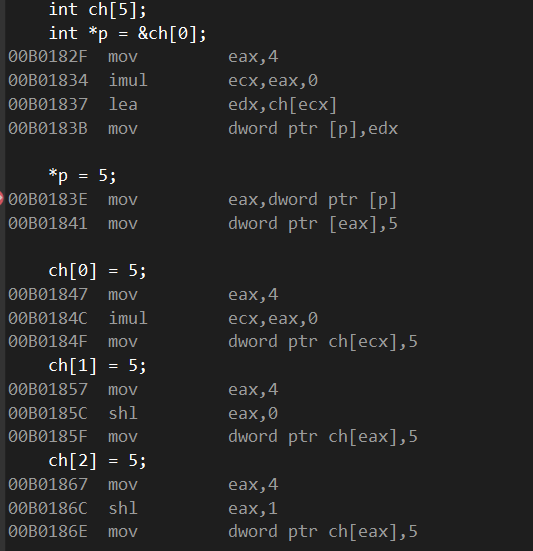 int ch[5];
int *p = &ch[0];
00B0182F mov eax,4
00B01834 imul ecx,eax,0
00B01837 lea edx,ch[ecx]
00B0183B mov dword ptr [p],edx
*p = 5;
00B0183E mov eax,dword ptr [p]
00B01841 mov dword ptr [eax],5
ch[0] = 5;
00B01847 mov eax,4
00B0184C imul ecx,eax,0
00B0184F mov dword ptr ch[ecx],5
ch[1] = 5;
00B01857 mov eax,4
00B0185C shl eax,0
00B0185F mov dword ptr ch[eax],5
ch[2] = 5;
00B01867 mov eax,4
00B0186C shl eax,1
00B0186E mov dword ptr ch[eax],5